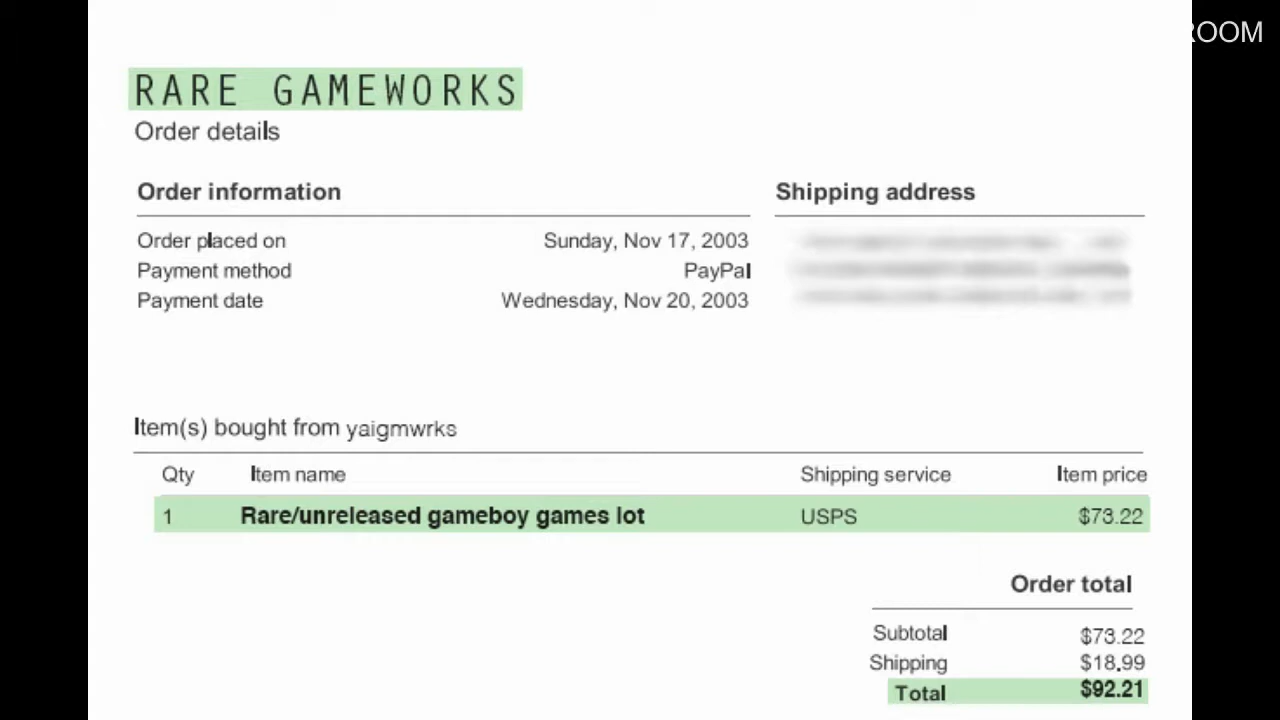 ROOM
RARE GAMEWORKS
Order details
Order information
Order placed on Sunday, Nov 17, 2003
Payment method PayPal
Payment date Wednesday, Nov 20, 2003
Shipping address
Item(s) bought from yaigmwrks
Qty Item name Shipping service Item price
1 Rare/unreleased gameboy games lot USPS $73.22
Order total
Subtotal $73.22
Shipping $18.99
Total $92.21